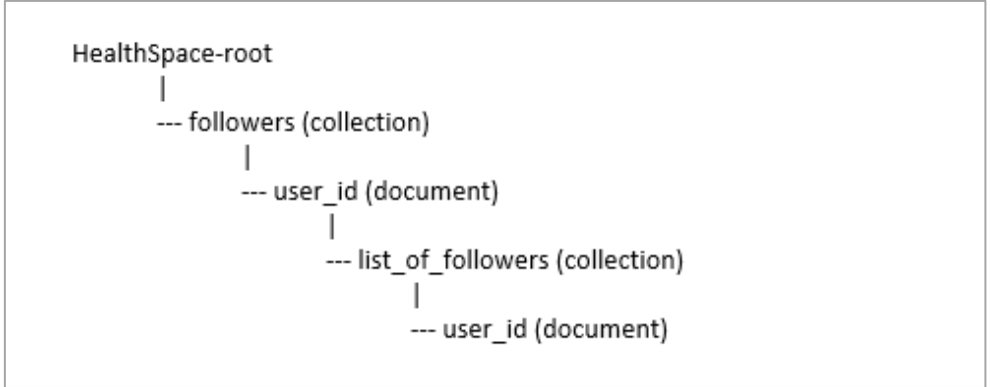 HealthSpace-root
|
--- followers (collection)
|
--- user_id (document)
|
--- list_of_followers (collection)
|
--- user_id (document)